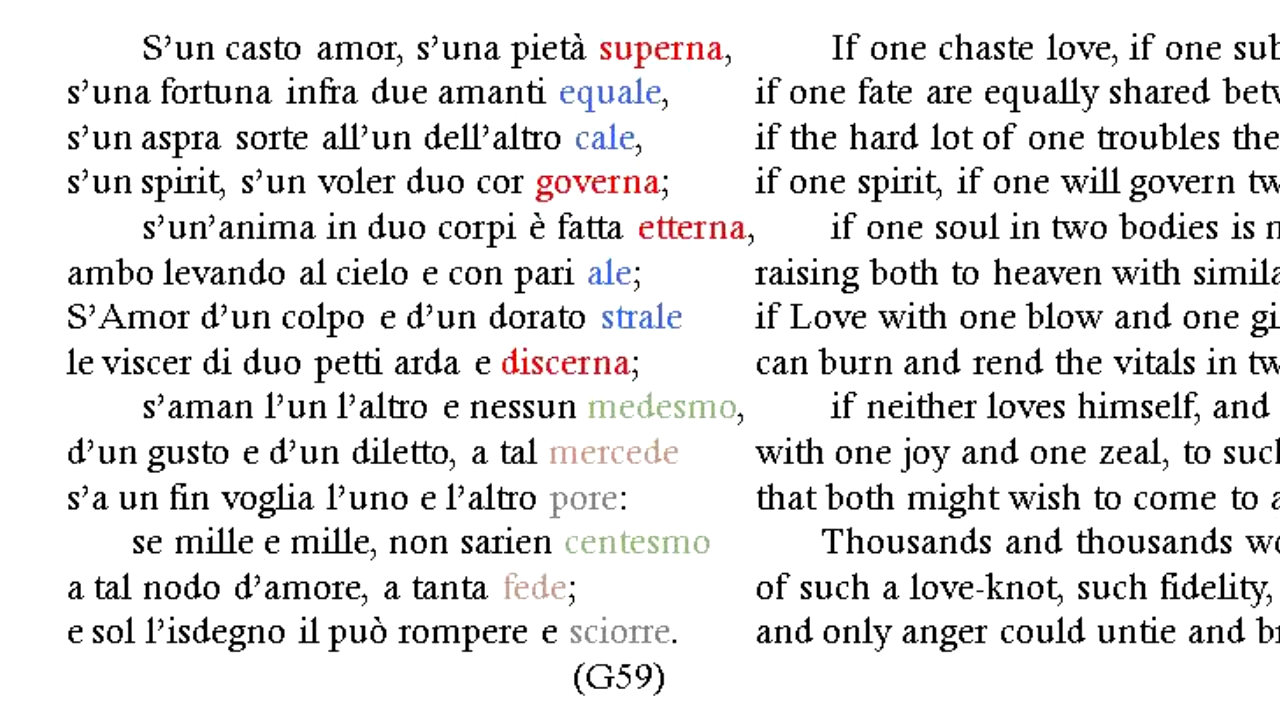 S’un casto amor, s’una pietà superna,
s’una fortuna infra due amanti equale,
s’un aspra sorte all’un dell’altro cale,
s’un spirit, s’un voler duo cor governa;
s’un’anima in duo corpi è fatta etterna,
ambo levando al cielo e con pari ale;
S’Amor d’un colpo e d’un dorato strale
le viscer di duo petti arda e discerna;
s’aman l’un l’altro e nessun medesmo,
d’un gusto e d’un diletto, a tal mercede
s’a un fin voglia l’uno e l’altro pore:
se mille e mille, non sarien centesmo
a tal nodo d’amore, a tanta fede;
e sol l’isdegno il può rompere e sciorre.
(G59)
If one chaste love, if one
if one fate are equally shared
if the hard lot of one troubles the
if one spirit, if one will govern
if one soul in two bodies is
raising both to heaven with
if Love with one blow and one
can burn and rend the vitals in
if neither loves himself, and
with one joy and one zeal, to
that both might wish to come to
Thousands and thousands
of such a love-knot, such fidelity,
and only anger could untie and